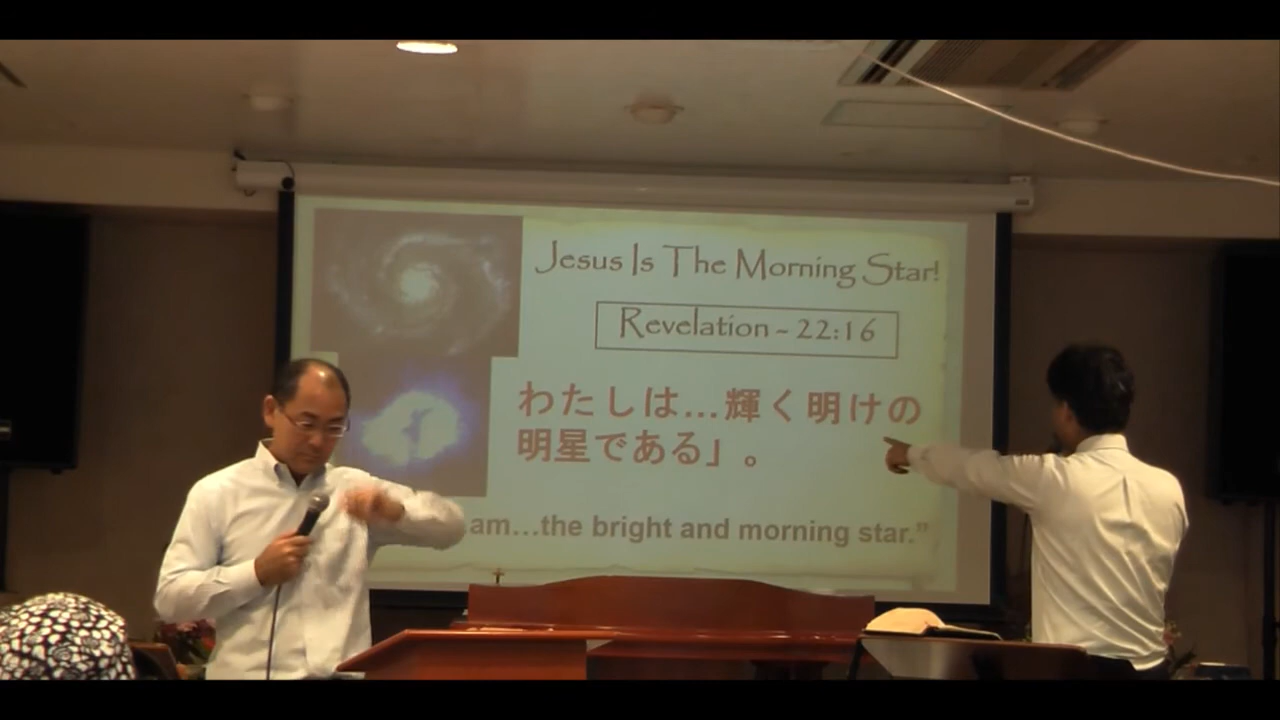 Jesus Is The Morning Star!
Revelation ~ 22:16
わたしは...輝く明けの
明星である」。
am...the bright and morning star.”